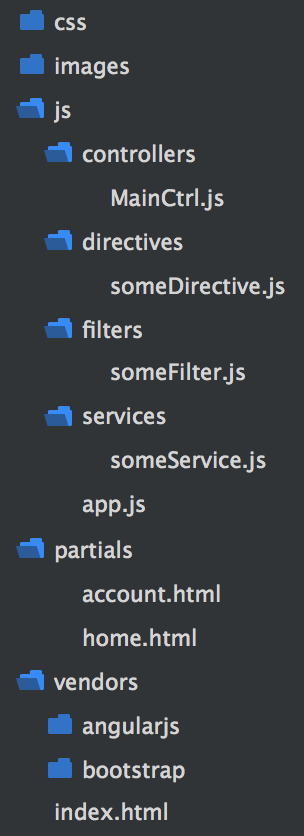 css
images
js
controllers
MainCtrl.js
directives
someDirective.js
filters
someFilter.js
services
someService.js
app.js
partials
account.html
home.html
vendors
angularjs
bootstrap
index.html